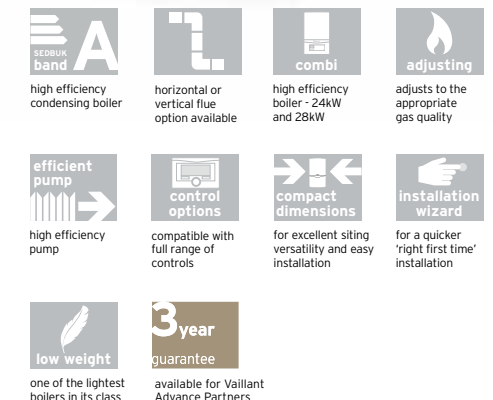 SEDBUK
band A
high efficiency
condensing boiler
horizontal or
vertical flue
option available
combi
high efficiency
boiler - 24kW
and 28kW
adjusting
adjusts to the
appropriate
gas quality
efficient
pump
high efficiency
pump
control
options
compatible with
full range of
controls
compact
dimensions
for excellent siting
versatility and easy
installation
installation
wizard
for a quicker
‘right first time’
installation
low weight
one of the lightest
boilers in its class
3 year
guarantee
available for Vaillant
Advance Partners